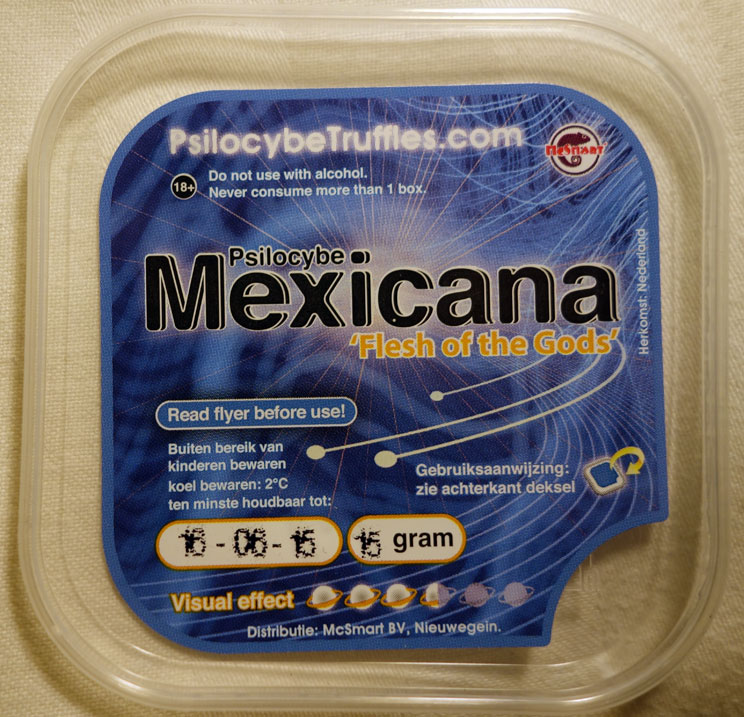 PsilocybeTruffles.com
McSmart
18+
Do not use with alcohol.
Never consume more than 1 box.
Psilocybe
Mexicana
'Flesh of the Gods'
Herkomst: Nederland
Read flyer before use!
Buiten bereik van
kinderen bewaren
koel bewaren: 2°C
ten minste houdbaar tot:
Gebruiksaanwijzing:
zie achterkant deksel
16 - 06 - 15
15 gram
Visual effect
Distributie: McSmart BV, Nieuwegein.